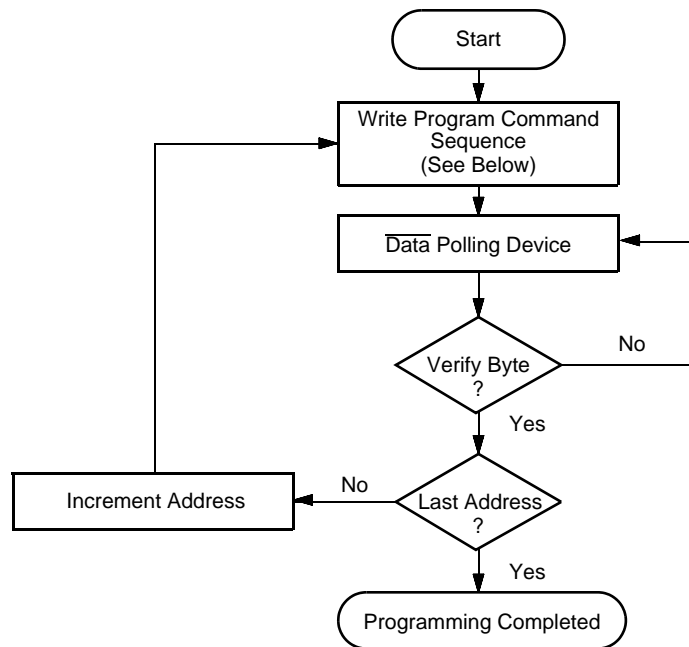 Start
Write Program Command
Sequence
(See Below)
Data Polling Device
Verify Byte
?
No
Yes
Increment Address
No
Last Address
?
Yes
Programming Completed